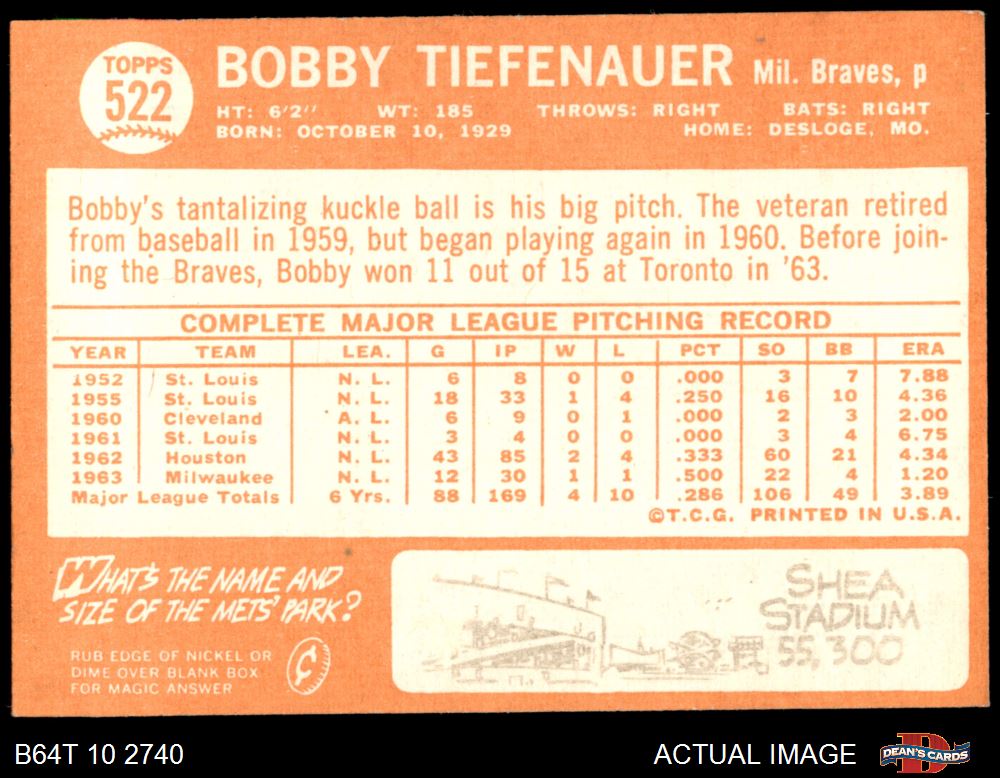 TOPPS
522
BOBBY TIEFENAUER Mil. Braves, p
HT: 6'2" WT: 185 THROWS: RIGHT BATS: RIGHT
BORN: OCTOBER 10, 1929 HOME: DESLOGE, MO.
Bobby's tantalizing kuckle ball is his big pitch. The veteran retired
from baseball in 1959, but began playing again in 1960. Before join-
ing the Braves, Bobby won 11 out of 15 at Toronto in '63.
COMPLETE MAJOR LEAGUE PITCHING RECORD
YEAR TEAM LEA. G IP W L PCT SO BB ERA
1952 St. Louis N. L. 6 8 0 0 .000 3 7 7.88
1955 St. Louis N. L. 18 33 1 4 .250 16 10 4.36
1960 Cleveland A. L. 6 9 0 1 .000 2 3 2.00
1961 St. Louis N. L. 3 4 0 0 .000 3 4 6.75
1962 Houston N. L. 43 85 2 4 .333 60 21 4.34
1963 Milwaukee N. L. 12 30 1 1 .500 22 4 1.20
Major League Totals 6 Yrs. 88 169 4 10 .286 106 49 3.89
©T.C.G. PRINTED IN U.S.A.
WHAT'S THE NAME AND
SIZE OF THE METS' PARK?
RUB EDGE OF NICKEL OR
DIME OVER BLANK BOX
FOR MAGIC ANSWER
¢
SHEA
STADIUM
55,300
B64T 10 2740 ACTUAL IMAGE DEAN'S CARDS